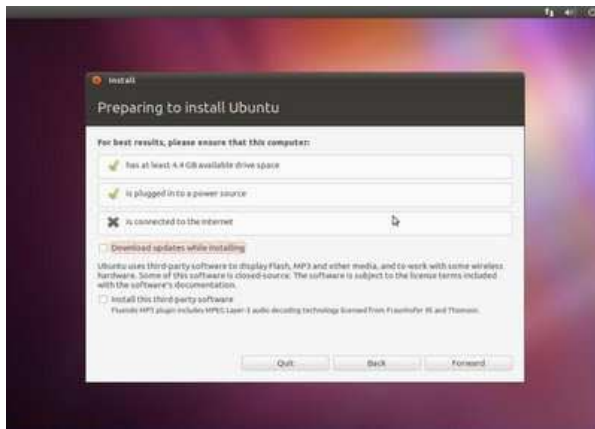 Install
Preparing to install Ubuntu
For best results, please ensure that this computer:
has at least 4.4 GB available drive space
is plugged in to a power source
is connected to the Internet
Download updates while installing
Ubuntu uses third-party software to display Flash, MP3 and other media, and to work with some wireless
hardware. Some of this software is closed-source. The software is subject to the license terms included
with the software's documentation.
Install this third-party software
Fluendo MP3 plugin includes MPEG Layer-3 audio decoding technology licensed from Fraunhofer IIS and Thomson.
Quit
Back
Forward